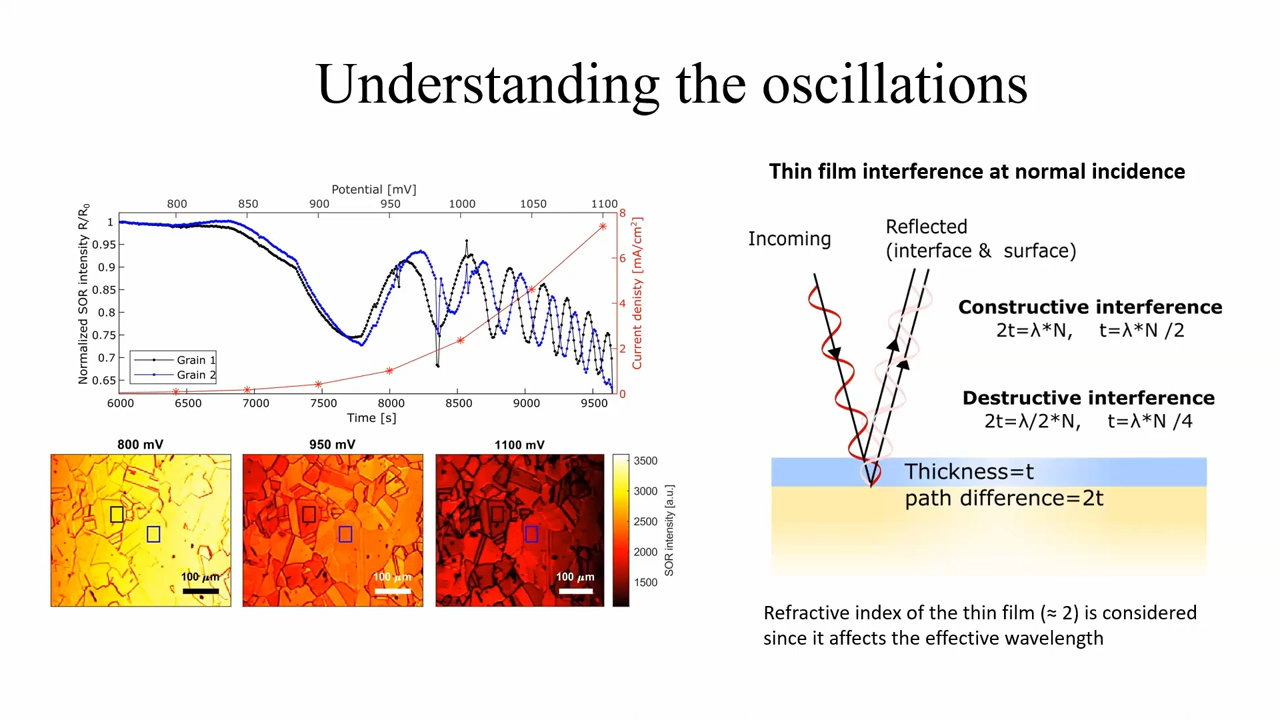 Understanding the oscillations
Potential [mV]
800 850 900 950 1000 1050 1100
Normalized SOR intensity R/R₀
1
0.95
0.9
0.85
0.8
0.75
0.7
0.65
Grain 1
Grain 2
8
6
4
2
0
Current denisty [mA/cm²]
6000 6500 7000 7500 8000 8500 9000 9500
Time [s]
800 mV
950 mV
1100 mV
100 μm
100 μm
100 μm
3500
3000
2500
2000
1500
SOR intensity [a.u.]
Thin film interference at normal incidence
Incoming
Reflected
(interface & surface)
Constructive interference
2t=λ*N, t=λ*N /2
Destructive interference
2t=λ/2*N, t=λ*N /4
Thickness=t
path difference=2t
Refractive index of the thin film (≈ 2) is considered
since it affects the effective wavelength